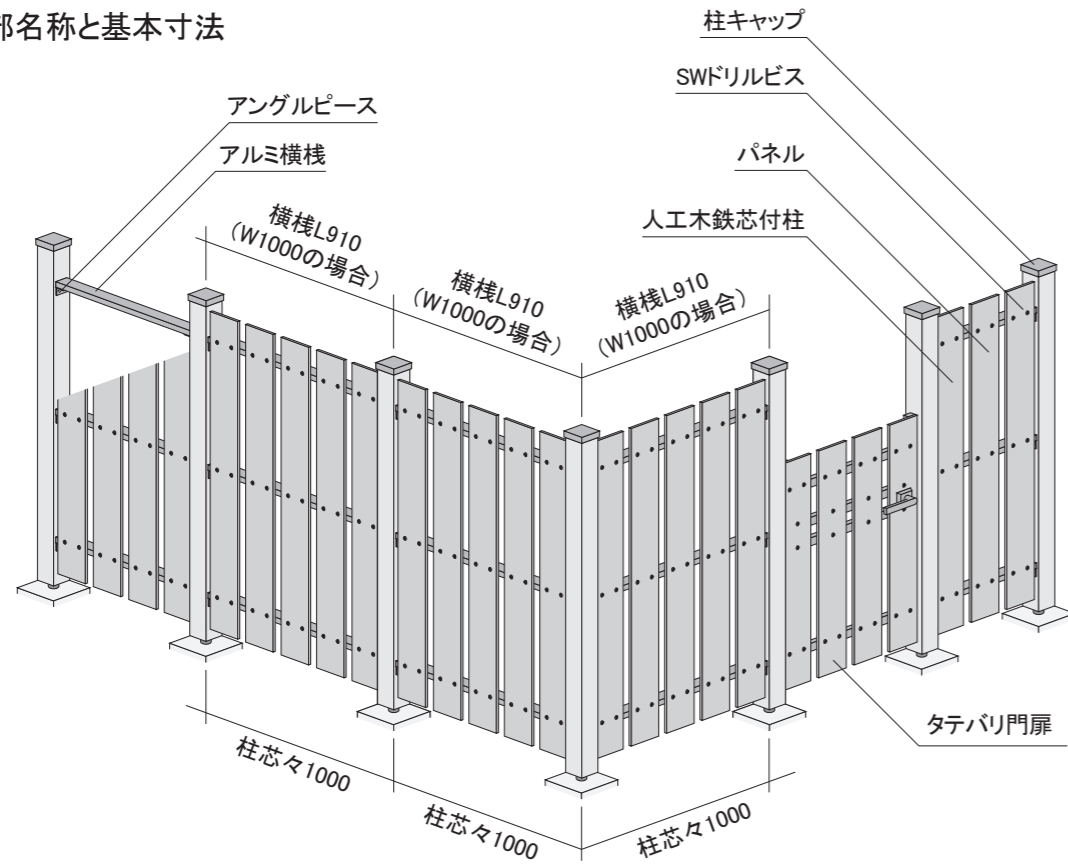 部名称と基本寸法
柱キャップ
SWドリルビス
パネル
人工木鉄芯付柱
アングルピース
アルミ横桟
横桟L910
(W1000の場合)
横桟L910
(W1000の場合)
横桟L910
(W1000の場合)
タテバリ門扉
柱芯々1000
柱芯々1000
柱芯々1000